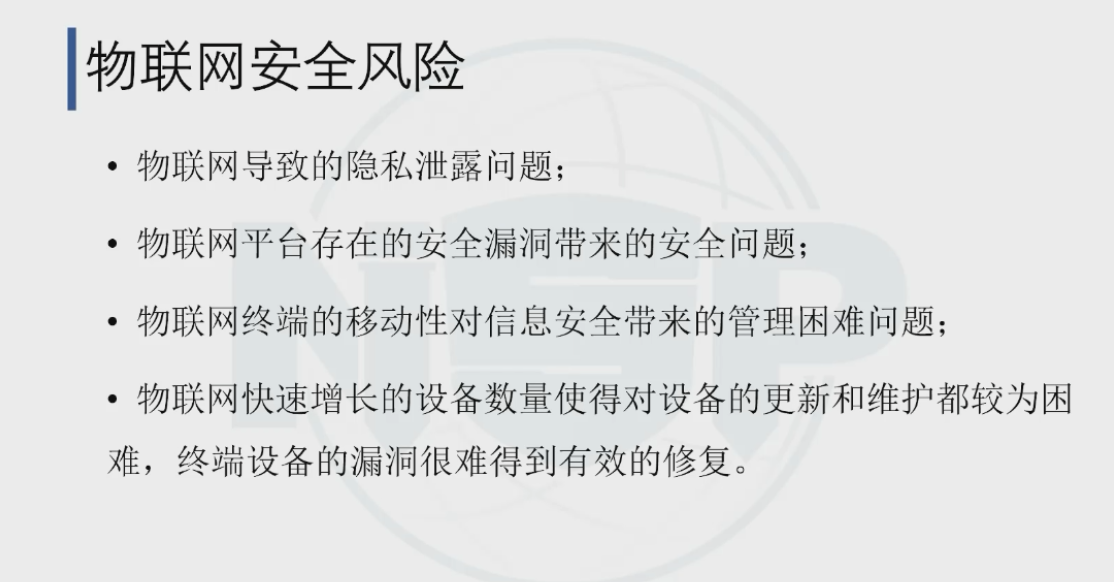 物联网安全风险
• 物联网导致的隐私泄露问题；
• 物联网平台存在的安全漏洞带来的安全问题；
• 物联网终端的移动性对信息安全带来的管理困难问题；
• 物联网快速增长的设备数量使得对设备的更新和维护都较为困
难，终端设备的漏洞很难得到有效的修复。
NSP